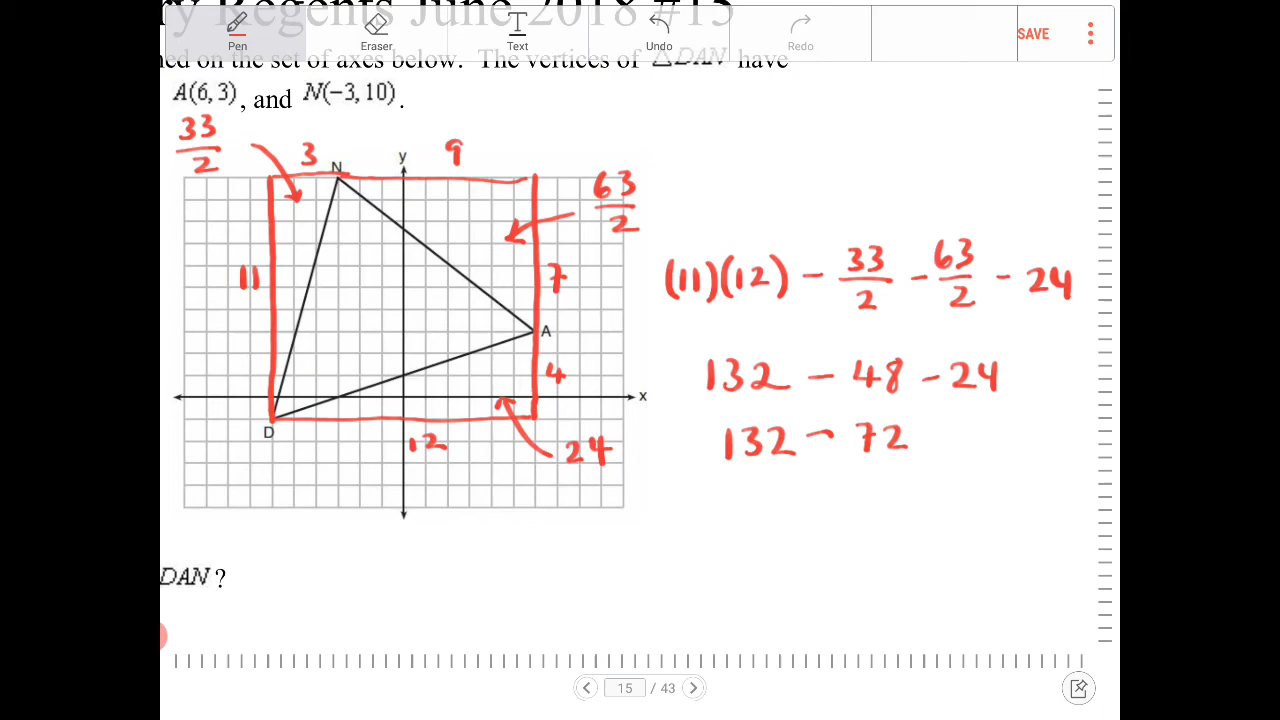 ry Regents June 2018 #15
Pen Eraser Text Undo Redo SAVE
ned on the set of axes below. The vertices of △DAN have
A(6,3), and N(−3,10).
33/2
3
9
N
y
63/2
11
7
A
4
x
D
12
24
(11)(12) − 33/2 − 63/2 − 24
132 − 48 − 24
132 − 72
DAN?
15 / 43